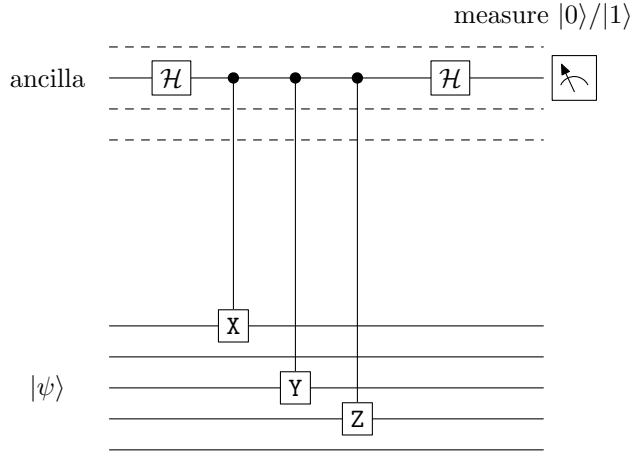 measure |0⟩/|1⟩
ancilla
ℋ
ℋ
X
|ψ⟩
Y
Z